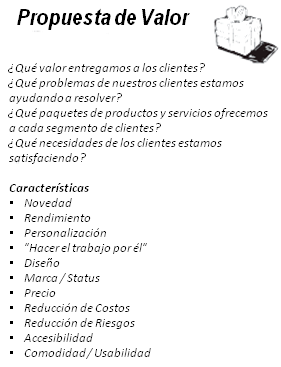 Propuesta de Valor
¿Qué valor entregamos a los clientes?
¿Qué problemas de nuestros clientes estamos
ayudando a resolver?
¿Qué paquetes de productos y servicios ofrecemos
a cada segmento de clientes?
¿Qué necesidades de los clientes estamos
satisfaciendo?
Características
▪ Novedad
▪ Rendimiento
▪ Personalización
▪ "Hacer el trabajo por él"
▪ Diseño
▪ Marca / Status
▪ Precio
▪ Reducción de Costos
▪ Reducción de Riesgos
▪ Accesibilidad
▪ Comodidad / Usabilidad